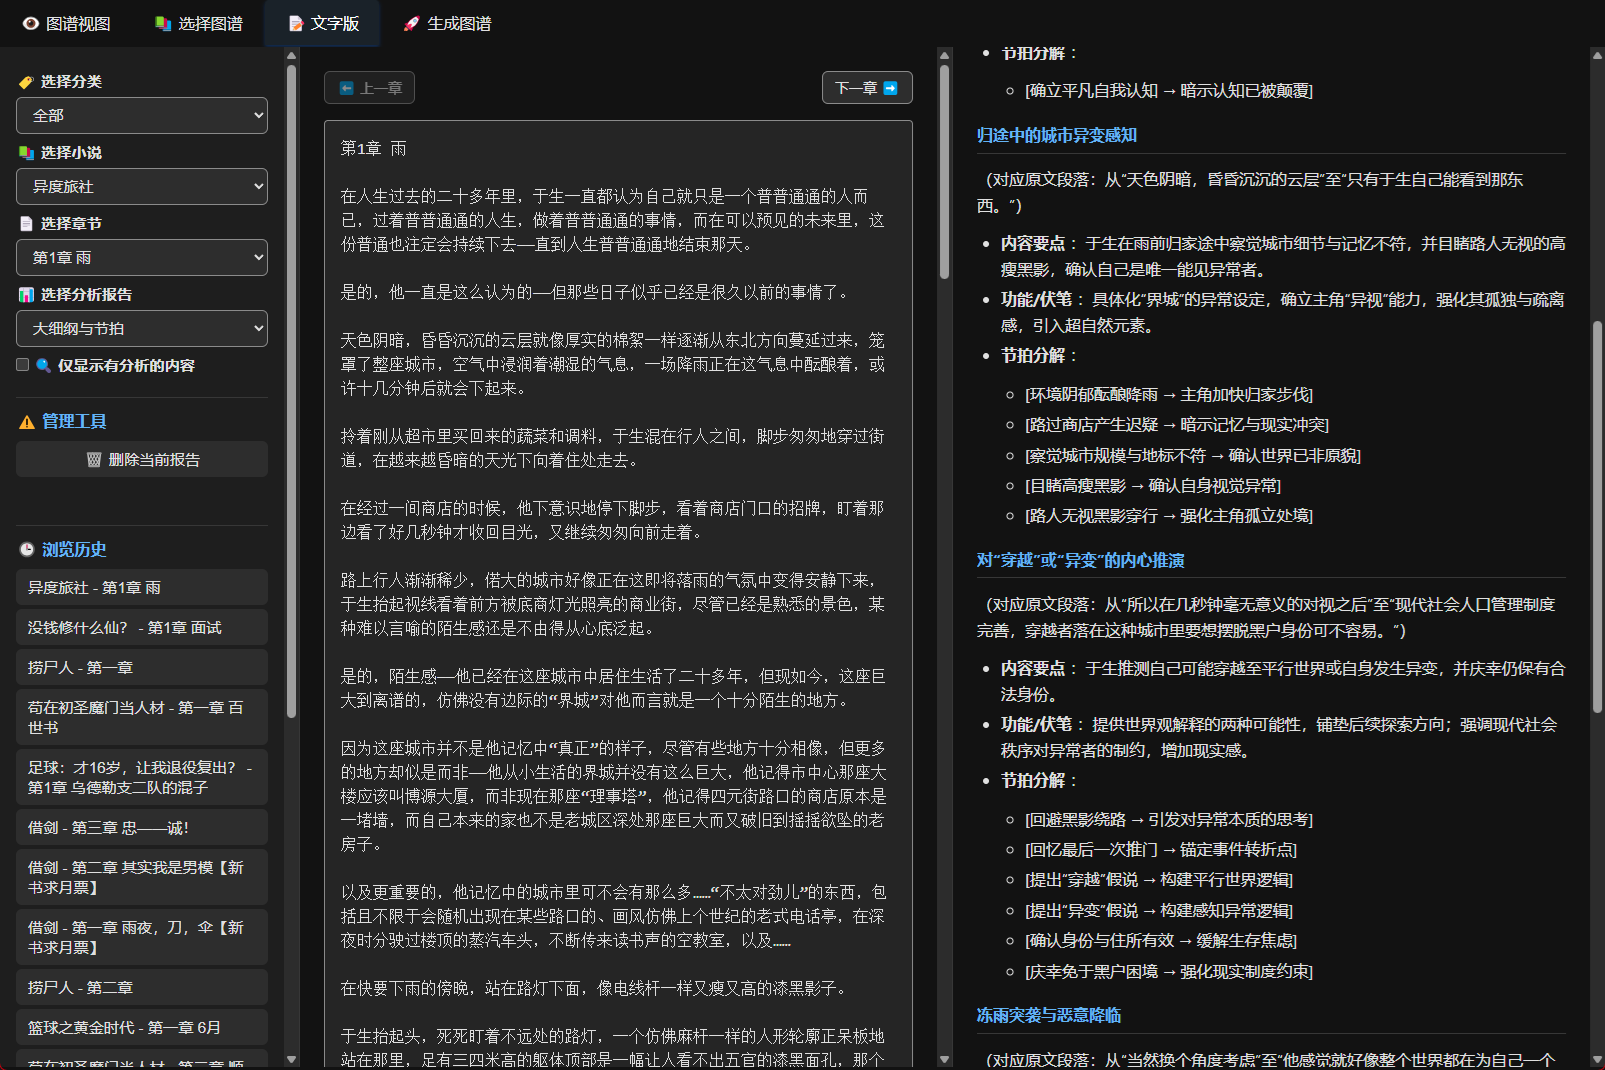 图谱视图
选择图谱
文字版
生成图谱
选择分类
全部
选择小说
异度旅社
选择章节
第1章 雨
选择分析报告
大细纲与节拍
仅显示有分析的内容
管理工具
删除当前报告
浏览历史
异度旅社 - 第1章 雨
没钱修什么仙？ - 第1章 面试
捞尸人 - 第一章
苟在初圣魔门当人材 - 第一章 百
世书
足球：才16岁，让我退役复出？ -
第1章 乌德勒支二队的混子
借剑 - 第三章 忠——诚！
借剑 - 第二章 其实我是男模【新
书求月票】
借剑 - 第一章 雨夜，刀，伞【新
书求月票】
捞尸人 - 第二章
篮球之黄金时代 - 第一章 6月
苟在初圣魔门当人材 - 第二章 顺
上一章
下一章
第1章 雨
在人生过去的二十多年里，于生一直都认为自己就只是一个普普通通的人而
已，过着普普通通的人生，做着普普通通的事情，而在可以预见的未来里，这
份普通也注定会持续下去——直到人生普普通通地结束那天。
是的，他一直是这么认为的——但那些日子似乎已经是很久以前的事情了。
天色阴暗，昏昏沉沉的云层就像厚实的棉絮一样逐渐从东北方向蔓延过来，笼
罩了整座城市，空气中浸润着潮湿的气息，一场降雨正在这气息中酝酿着，或
许十几分钟后就会下起来。
拎着刚从超市里买回来的蔬菜和调料，于生混在行人之间，脚步匆匆地穿过街
道，在越来越昏暗的天光下向着住处走去。
在经过一间商店的时候，他下意识地停下脚步，看着商店门口的招牌，盯着那
边看了好几秒钟才收回目光，又继续匆匆向前走着。
路上行人渐渐稀少，偌大的城市好像正在这即将落雨的气氛中变得安静下来，
于生抬起视线看着前方被底商灯光照亮的商业街，尽管已经是熟悉的景色，某
种难以言喻的陌生感还是不由得从心底泛起。
是的，陌生感——他已经在这座城市中居住生活了二十多年，但现如今，这座巨
大到离谱的，仿佛没有边际的“界城”对他而言就是一个十分陌生的地方。
因为这座城市并不是他记忆中“真正”的样子，尽管有些地方十分相像，但更多
的地方却似是而非——他从小生活的界城并没有这么巨大，他记得市中心那座大
楼应该叫博源大厦，而非现在那座“理事塔”，他记得四元街路口的商店原本是
一堵墙，而自己本来的家也不是老城区深处那座巨大而又破旧到摇摇欲坠的老
房子。
以及更重要的，他记忆中的城市里可不会有那么多……“不太对劲儿”的东西，包
括且不限于会随机出现在某些路口的、画风仿佛上个世纪的老式电话亭，在深
夜时分驶过楼顶的蒸汽车头，不断传来读书声的空教室，以及……
在快要下雨的傍晚，站在路灯下面，像电线杆一样又瘦又高的漆黑影子。
于生抬起头，死死盯着不远处的路灯，一个仿佛麻杆一样的人形轮廓正呆板地
站在那里，足有三四米高的躯体顶部是一幅让人看不出五官的漆黑面孔，那个
节拍分解：
[确立平凡自我认知 → 暗示认知已被颠覆]
归途中的城市异变感知
（对应原文段落：从“天色阴暗，昏昏沉沉的云层”至“只有于生自己能看到那东
西。”）
内容要点：于生在雨前归家途中察觉城市细节与记忆不符，并目睹路人无视的高
瘦黑影，确认自己是唯一能见异常者。
功能/伏笔：具体化“界城”的异常设定，确立主角“异视”能力，强化其孤独与疏离
感，引入超自然元素。
节拍分解：
[环境阴郁酝酿降雨 → 主角加快归家步伐]
[路过商店产生迟疑 → 暗示记忆与现实冲突]
[察觉城市规模与地标不符 → 确认世界已非原貌]
[目睹高瘦黑影 → 确认自身视觉异常]
[路人无视黑影穿行 → 强化主角孤立处境]
对“穿越”或“异变”的内心推演
（对应原文段落：从“所以在几秒钟毫无意义的对视之后”至“现代社会人口管理制度
完善，穿越者落在这种城市里要想摆脱黑户身份可不容易。”）
内容要点：于生推测自己可能穿越至平行世界或自身发生异变，并庆幸仍保有合
法身份。
功能/伏笔：提供世界观解释的两种可能性，铺垫后续探索方向；强调现代社会
秩序对异常者的制约，增加现实感。
节拍分解：
[回避黑影绕路 → 引发对异常本质的思考]
[回忆最后一次推门 → 锚定事件转折点]
[提出“穿越”假说 → 构建平行世界逻辑]
[提出“异变”假说 → 构建感知异常逻辑]
[确认身份与住所有效 → 缓解生存焦虑]
[庆幸免于黑户困境 → 强化现实制度约束]
冻雨突袭与恶意降临
（对应原文段落：从“当然换个角度考虑”至“他感觉就好像整个世界都在为自己一个